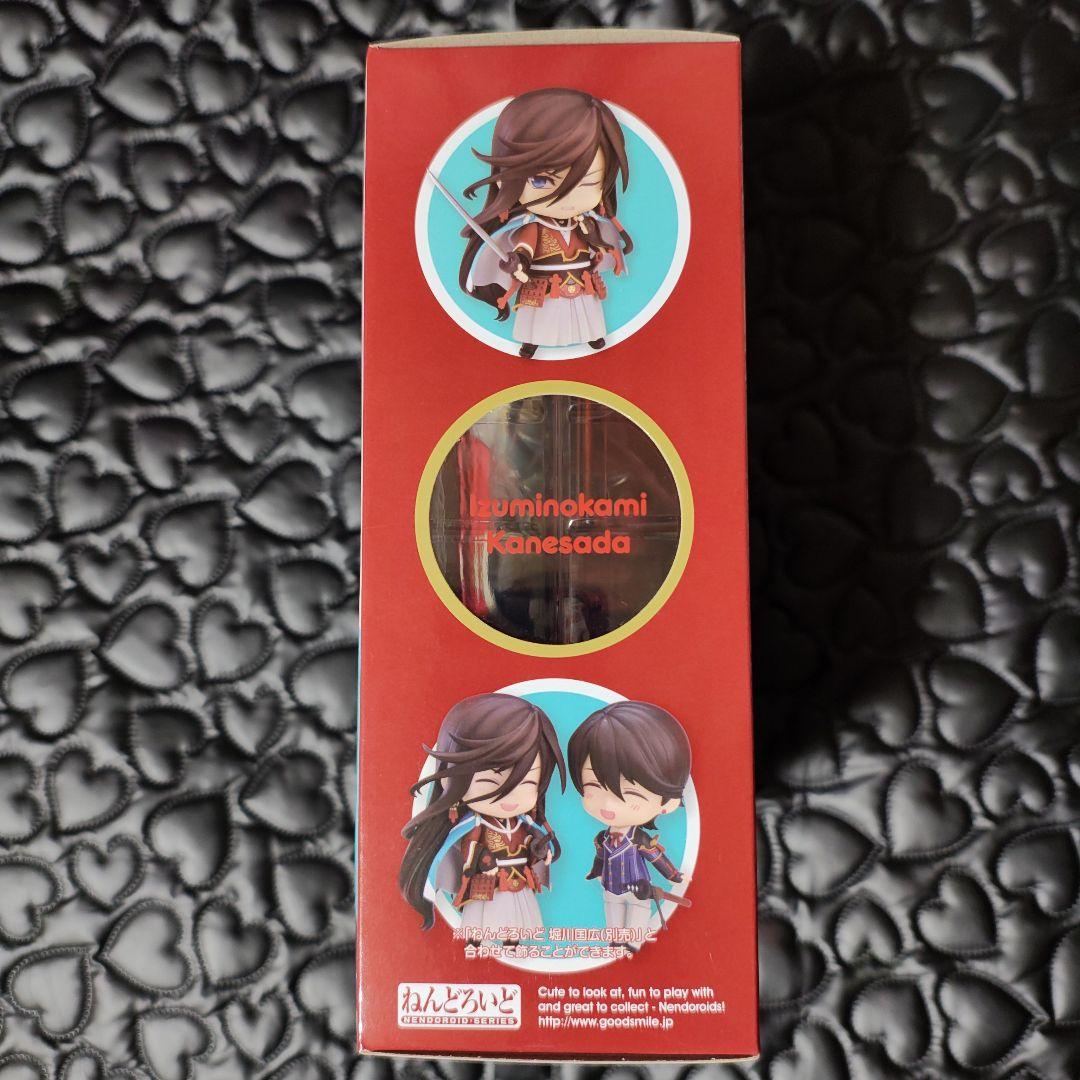 Izuminokami
Kanesada
※「ねんどろいど 堀川国広(別売)」と
合わせて飾ることができます。
ねんどろいど
NENDOROID・SERIES
Cute to look at, fun to play with
and great to collect - Nendoroids!
http://www.goodsmile.jp